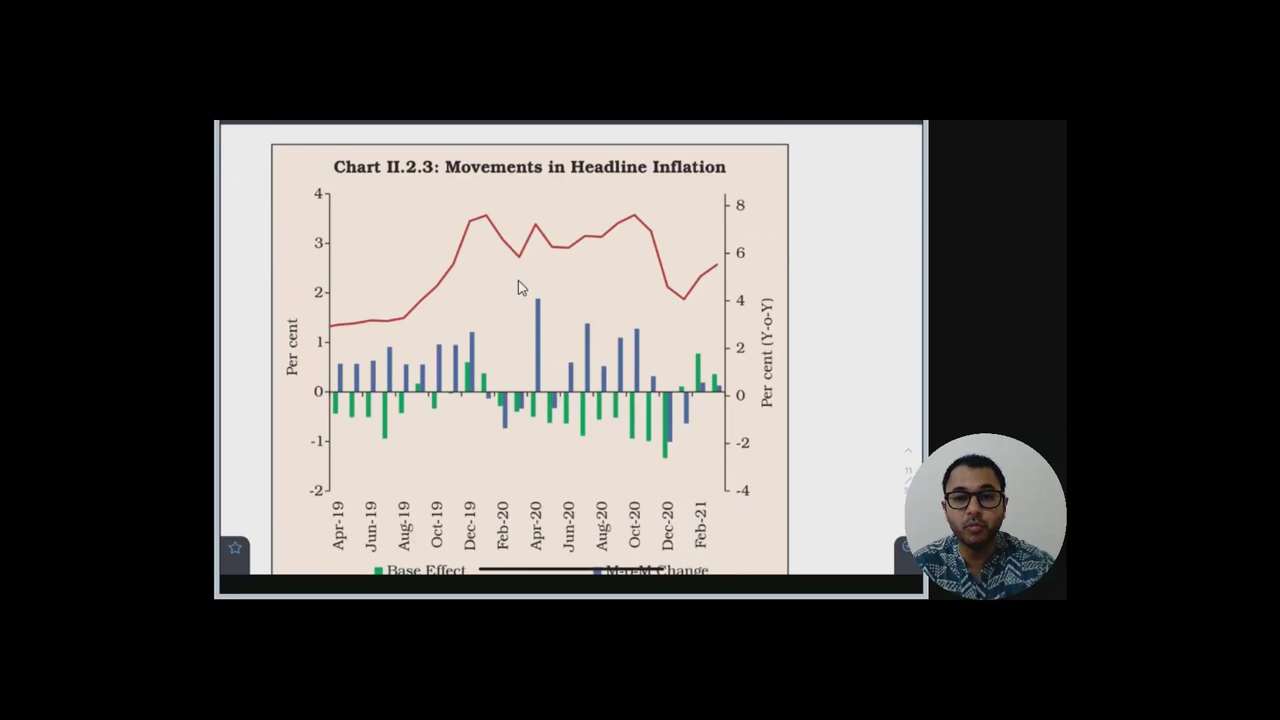 Chart II.2.3: Movements in Headline Inflation
4
3
2
1
0
-1
-2
Per cent
8
6
4
2
0
-2
-4
Per cent (Y-o-Y)
Apr-19
Jun-19
Aug-19
Oct-19
Dec-19
Feb-20
Apr-20
Jun-20
Aug-20
Oct-20
Dec-20
Feb-21
Base Effect
M-o-M Change
11